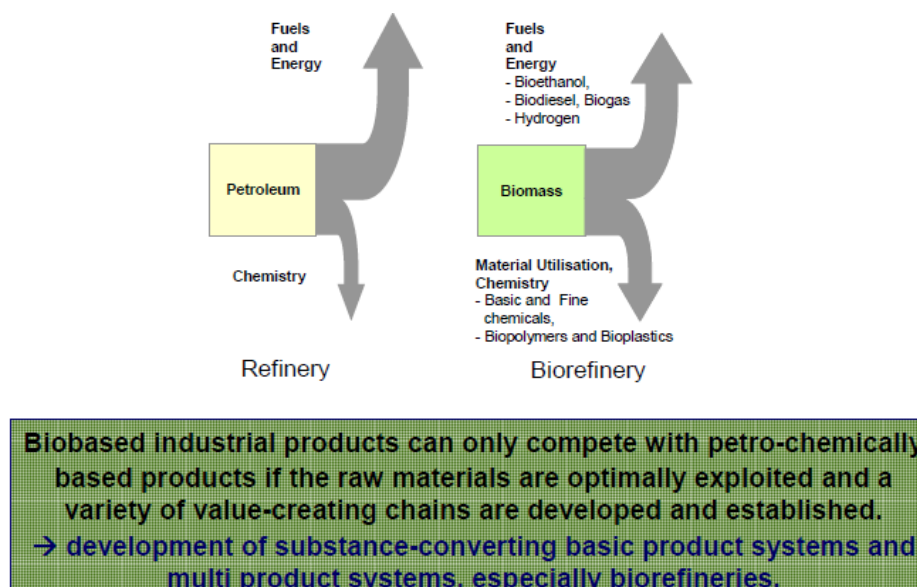 Fuels
and
Energy
Petroleum
Chemistry
Refinery
Fuels
and
Energy
- Bioethanol,
- Biodiesel, Biogas
- Hydrogen
Biomass
Material Utilisation,
Chemistry
- Basic and Fine
chemicals,
- Biopolymers and Bioplastics
Biorefinery
Biobased industrial products can only compete with petro-chemically
based products if the raw materials are optimally exploited and a
variety of value-creating chains are developed and established.
→ development of substance-converting basic product systems and
multi product systems, especially biorefineries.